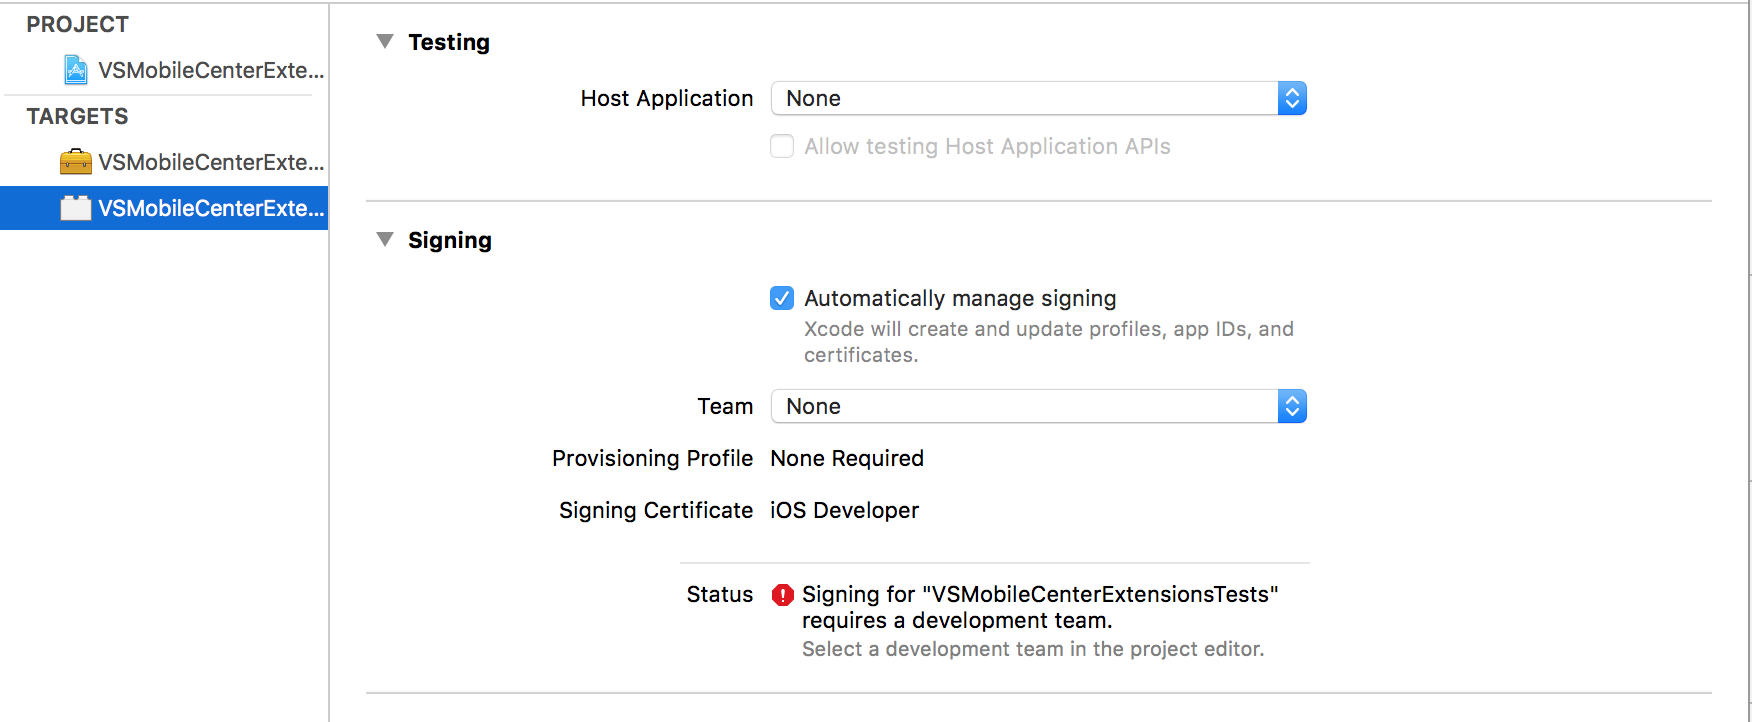 PROJECT
VSMobileCenterExte...
TARGETS
VSMobileCenterExte...
VSMobileCenterExte...
Testing
Host Application None
Allow testing Host Application APIs
Signing
Automatically manage signing
Xcode will create and update profiles, app IDs, and
certificates.
Team None
Provisioning Profile None Required
Signing Certificate iOS Developer
Status Signing for "VSMobileCenterExtensionsTests"
requires a development team.
Select a development team in the project editor.